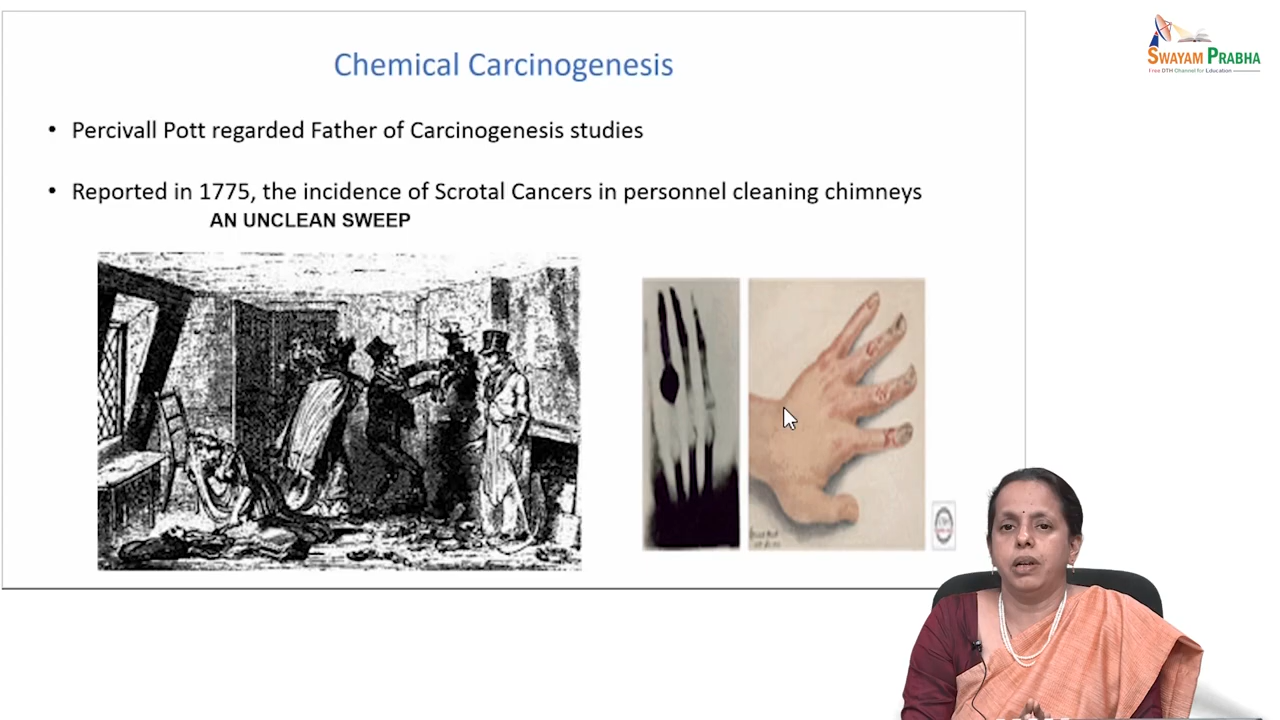 Chemical Carcinogenesis
SWAYAM PRABHA
Free DTH Channel for Education
• Percivall Pott regarded Father of Carcinogenesis studies
• Reported in 1775, the incidence of Scrotal Cancers in personnel cleaning chimneys
AN UNCLEAN SWEEP